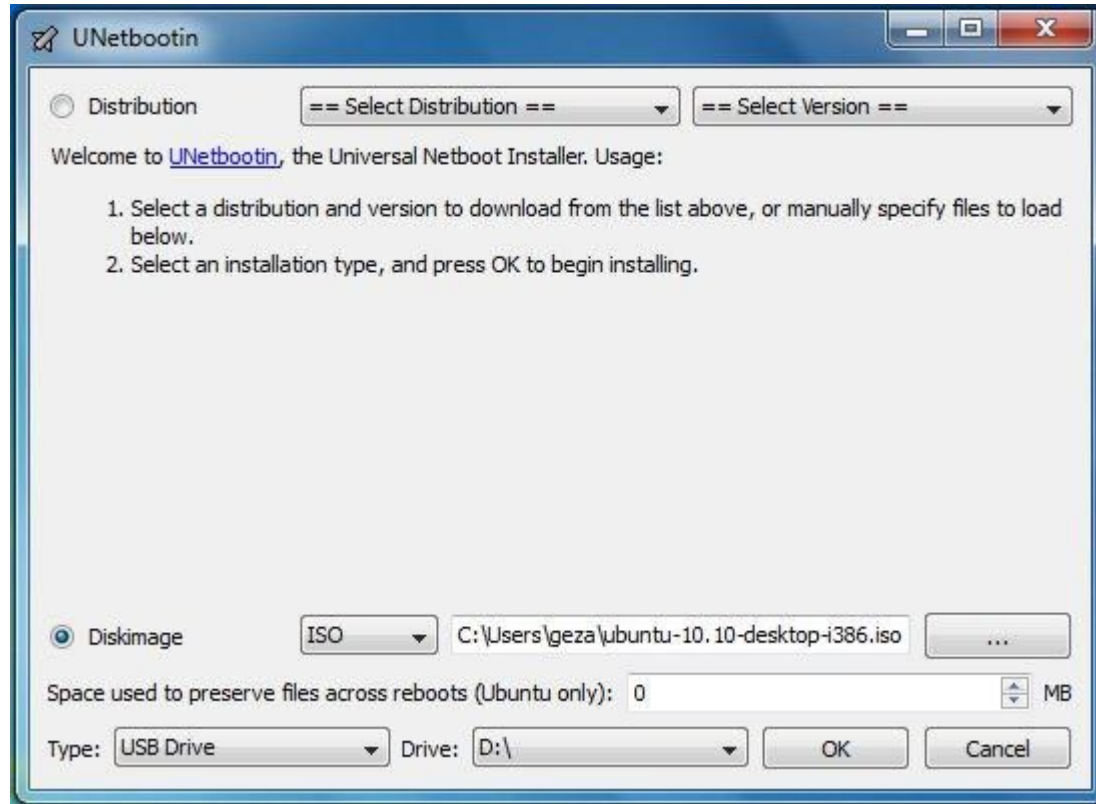 UNetbootin
Distribution == Select Distribution == == Select Version ==
Welcome to UNetbootin, the Universal Netboot Installer. Usage:
1. Select a distribution and version to download from the list above, or manually specify files to load
below.
2. Select an installation type, and press OK to begin installing.
Diskimage ISO C:\Users\geza\ubuntu-10.10-desktop-i386.iso ...
Space used to preserve files across reboots (Ubuntu only): 0 MB
Type: USB Drive Drive: D:\ OK Cancel